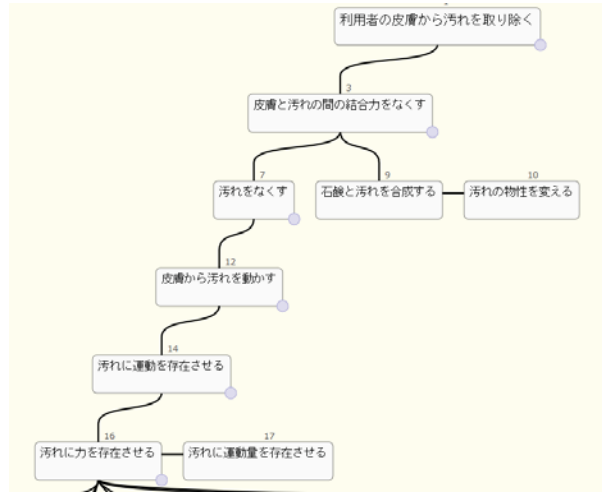 利用者の皮膚から汚れを取り除く
3
皮膚と汚れの間の結合力をなくす
7
9
10
汚れをなくす
石鹸と汚れを合成する
汚れの物性を変える
12
皮膚から汚れを動かす
14
汚れに運動を存在させる
16
17
汚れに力を存在させる
汚れに運動量を存在させる